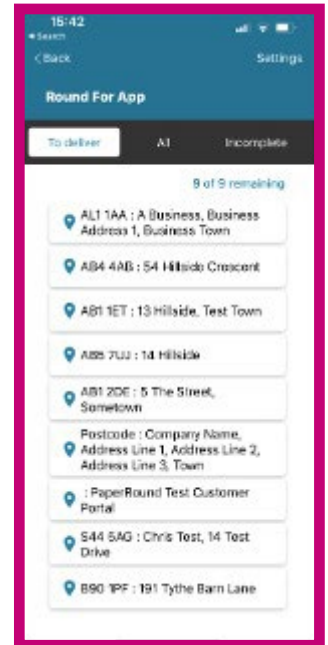 15:42
Search
< Back
Settings
Round For App
To deliver
All
Incomplete
9 of 9 remaining
AL1 1AA : A Business, Business
Address 1, Business Town
AB4 4AB : 54 Hillside Crescent
AB1 1ET : 13 Hillside, Test Town
AB5 7UJ : 14 Hillside
AB1 2DE : 5 The Street,
Sometown
Postcode : Company Name,
Address Line 1, Address Line 2,
Address Line 3, Town
: PaperRound Test Customer
Portal
S44 6AG : Chris Test, 14 Test
Drive
B90 1PF : 191 Tythe Barn Lane